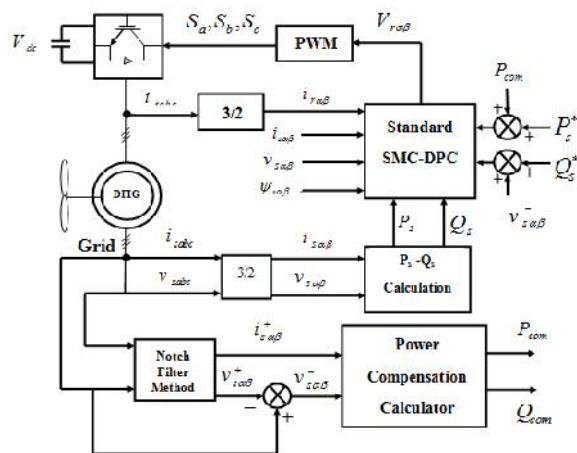 V_dc
S_a, S_b, S_c
PWM
V_rαβ
3/2
i_rαβ
i_sαβ
v_sαβ
ψ_sαβ
Standard
SMC-DPC
P_com
+
+
P_s*
+
Q_s*
v_sαβ^-
DFIG
Grid
i_sabc
v_sabc
3/2
i_sαβ
v_sαβ
P_s
Q_s
P_s -Q_s
Calculation
Notch
Filter
Method
i_sαβ^+
v_sαβ^+
−
+
v_sαβ^-
Power
Compensation
Calculator
P_com
Q_com